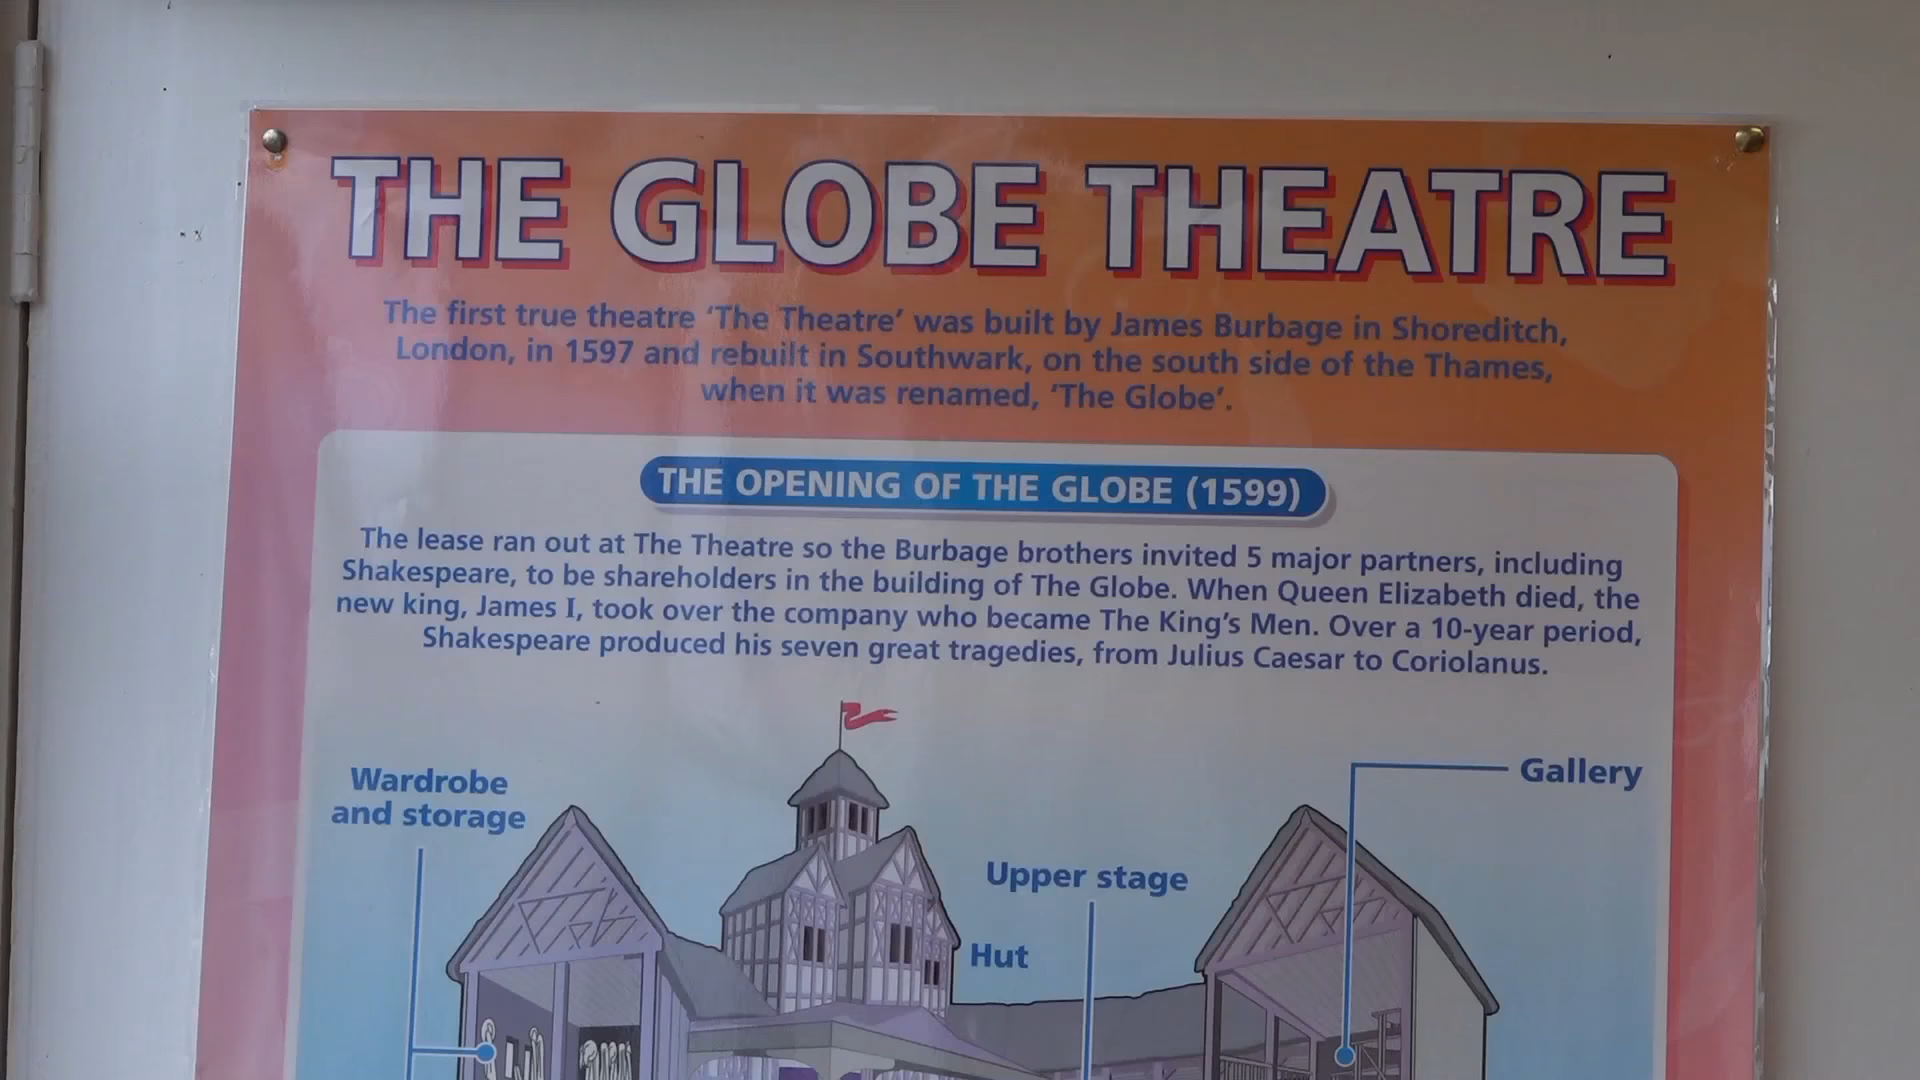 THE GLOBE THEATRE
The first true theatre ‘The Theatre’ was built by James Burbage in Shoreditch,
London, in 1597 and rebuilt in Southwark, on the south side of the Thames,
when it was renamed, ‘The Globe’.
THE OPENING OF THE GLOBE (1599)
The lease ran out at The Theatre so the Burbage brothers invited 5 major partners, including
Shakespeare, to be shareholders in the building of The Globe. When Queen Elizabeth died, the
new king, James I, took over the company who became The King’s Men. Over a 10-year period,
Shakespeare produced his seven great tragedies, from Julius Caesar to Coriolanus.
Wardrobe
and storage
Gallery
Upper stage
Hut